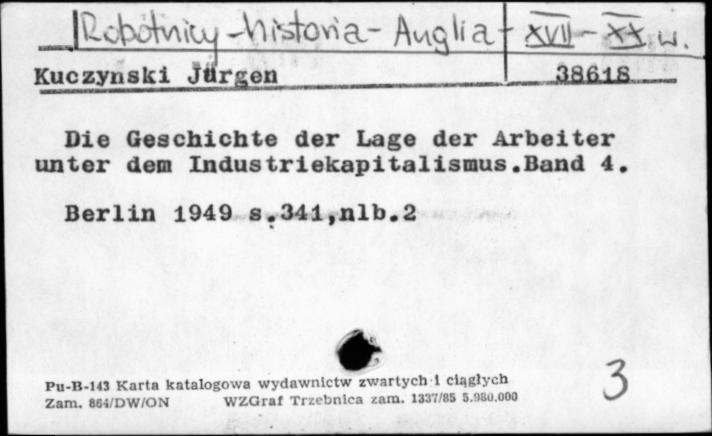 Robotnicy - historia - Anglia - XVII - XX w.
Kuczynski Jürgen 38618
Die Geschichte der Lage der Arbeiter
unter dem Industriekapitalismus.Band 4.
Berlin 1949 s.341,nlb.2
3
Pu-B-143 Karta katalogowa wydawnictw zwartych i ciągłych
Zam. 864/DW/ON WZGraf Trzebnica zam. 1337/85 5.980.000